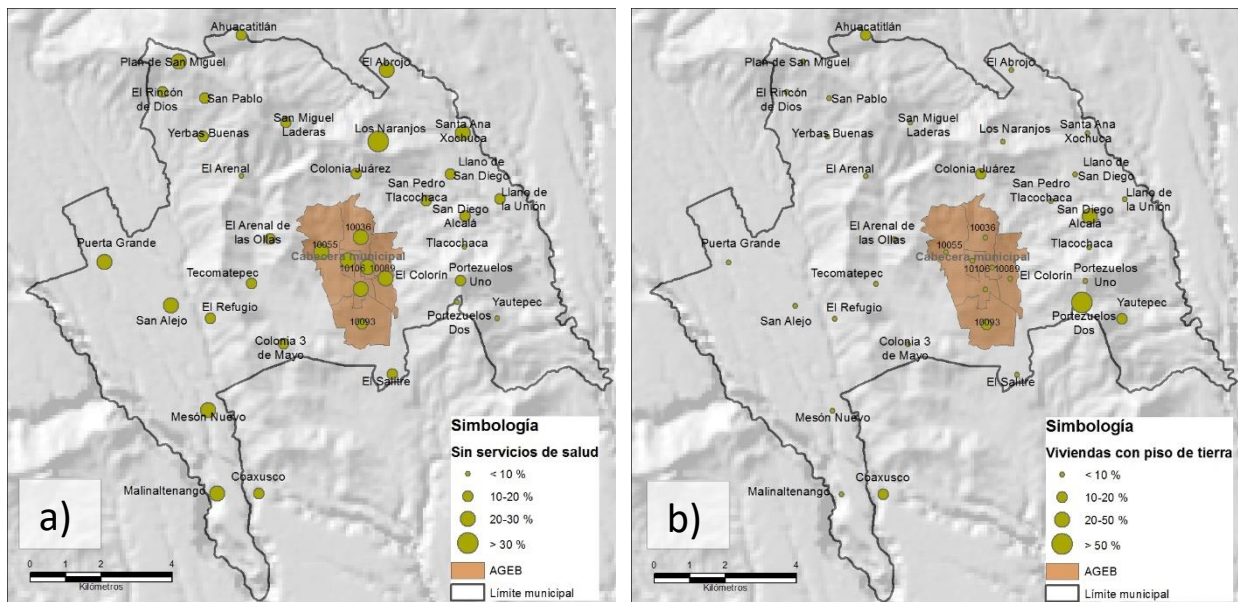 Ahuacatitlán
Plan de San Miguel
El Abrojo
El Rincón
de Dios
San Pablo
San Miguel
Laderas
Los Naranjos
Santa Ana
Xochuca
Yerbas Buenas
El Arenal
Colonia Juárez
Llano de
San Diego
San Pedro
Tlacochaca
Llano de
la Unión
San Diego
Alcalá
El Arenal de
las Ollas
10036
10055
Cabecera municipal
Tlacochaca
Puerta Grande
10106
10089
El Colorín
Portezuelos
Uno
Tecomatepec
Yautepec
San Alejo
El Refugio
10093
Portezuelos
Dos
Colonia 3
de Mayo
El Salitre
Mesón Nuevo
Coaxusco
Malinaltenango
a)
0 2 4
Kilómetros
Simbología
Sin servicios de salud
< 10 %
10-20 %
20-30 %
> 30 %
AGEB
Límite municipal
Ahuacatitlán
Plan de San Miguel
El Abrojo
El Rincón
de Dios
San Pablo
San Miguel
Laderas
Los Naranjos
Santa Ana
Xochuca
Yerbas Buenas
El Arenal
Colonia Juárez
Llano de
San Diego
San Pedro
Tlacochaca
Llano de
la Unión
San Diego
Alcalá
El Arenal de
las Ollas
10036
10055
Cabecera municipal
Tlacochaca
Puerta Grande
10106
10089
El Colorín
Portezuelos
Uno
Tecomatepec
Yautepec
San Alejo
El Refugio
10093
Portezuelos
Dos
Colonia 3
de Mayo
El Salitre
Mesón Nuevo
Coaxusco
Malinaltenango
b)
0 2 4
Kilómetros
Simbología
Viviendas con piso de tierra
< 10 %
10-20 %
20-50 %
> 50 %
AGEB
Límite municipal